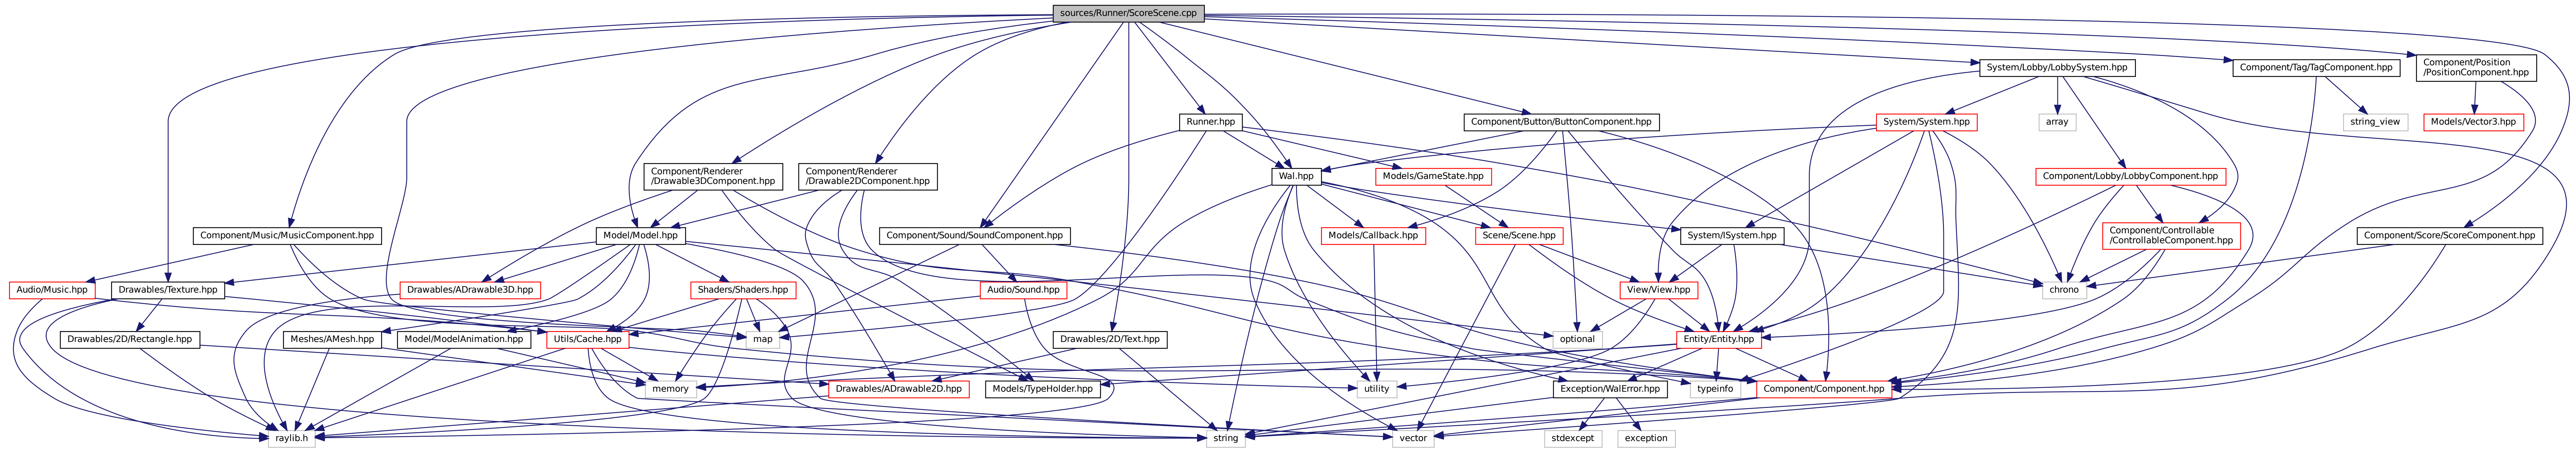 sources/Runner/ScoreScene.cpp
System/Lobby/LobbySystem.hpp
Component/Tag/TagComponent.hpp
Component/Position
/PositionComponent.hpp
Runner.hpp
Component/Button/ButtonComponent.hpp
System/System.hpp
array
string_view
Models/Vector3.hpp
Component/Renderer
/Drawable3DComponent.hpp
Component/Renderer
/Drawable2DComponent.hpp
Wal.hpp
Models/GameState.hpp
Component/Lobby/LobbyComponent.hpp
Component/Music/MusicComponent.hpp
Model/Model.hpp
Component/Sound/SoundComponent.hpp
Models/Callback.hpp
Scene/Scene.hpp
System/ISystem.hpp
Component/Controllable
/ControllableComponent.hpp
Component/Score/ScoreComponent.hpp
Audio/Music.hpp
Drawables/Texture.hpp
Drawables/ADrawable3D.hpp
Shaders/Shaders.hpp
Audio/Sound.hpp
View/View.hpp
chrono
Drawables/2D/Rectangle.hpp
Meshes/AMesh.hpp
Model/ModelAnimation.hpp
Utils/Cache.hpp
map
Drawables/2D/Text.hpp
optional
Entity/Entity.hpp
memory
Drawables/ADrawable2D.hpp
Models/TypeHolder.hpp
utility
Exception/WalError.hpp
typeinfo
Component/Component.hpp
raylib.h
string
vector
stdexcept
exception